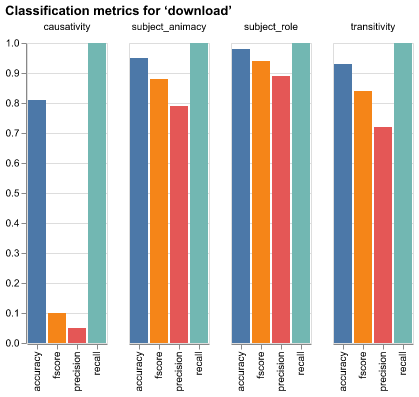 Classification metrics for ‘download’
causativity
subject_animacy
subject_role
transitivity
1.0
0.9
0.8
0.7
0.6
0.5
0.4
0.3
0.2
0.1
0.0
accuracy
fscore
precision
recall
accuracy
fscore
precision
recall
accuracy
fscore
precision
recall
accuracy
fscore
precision
recall